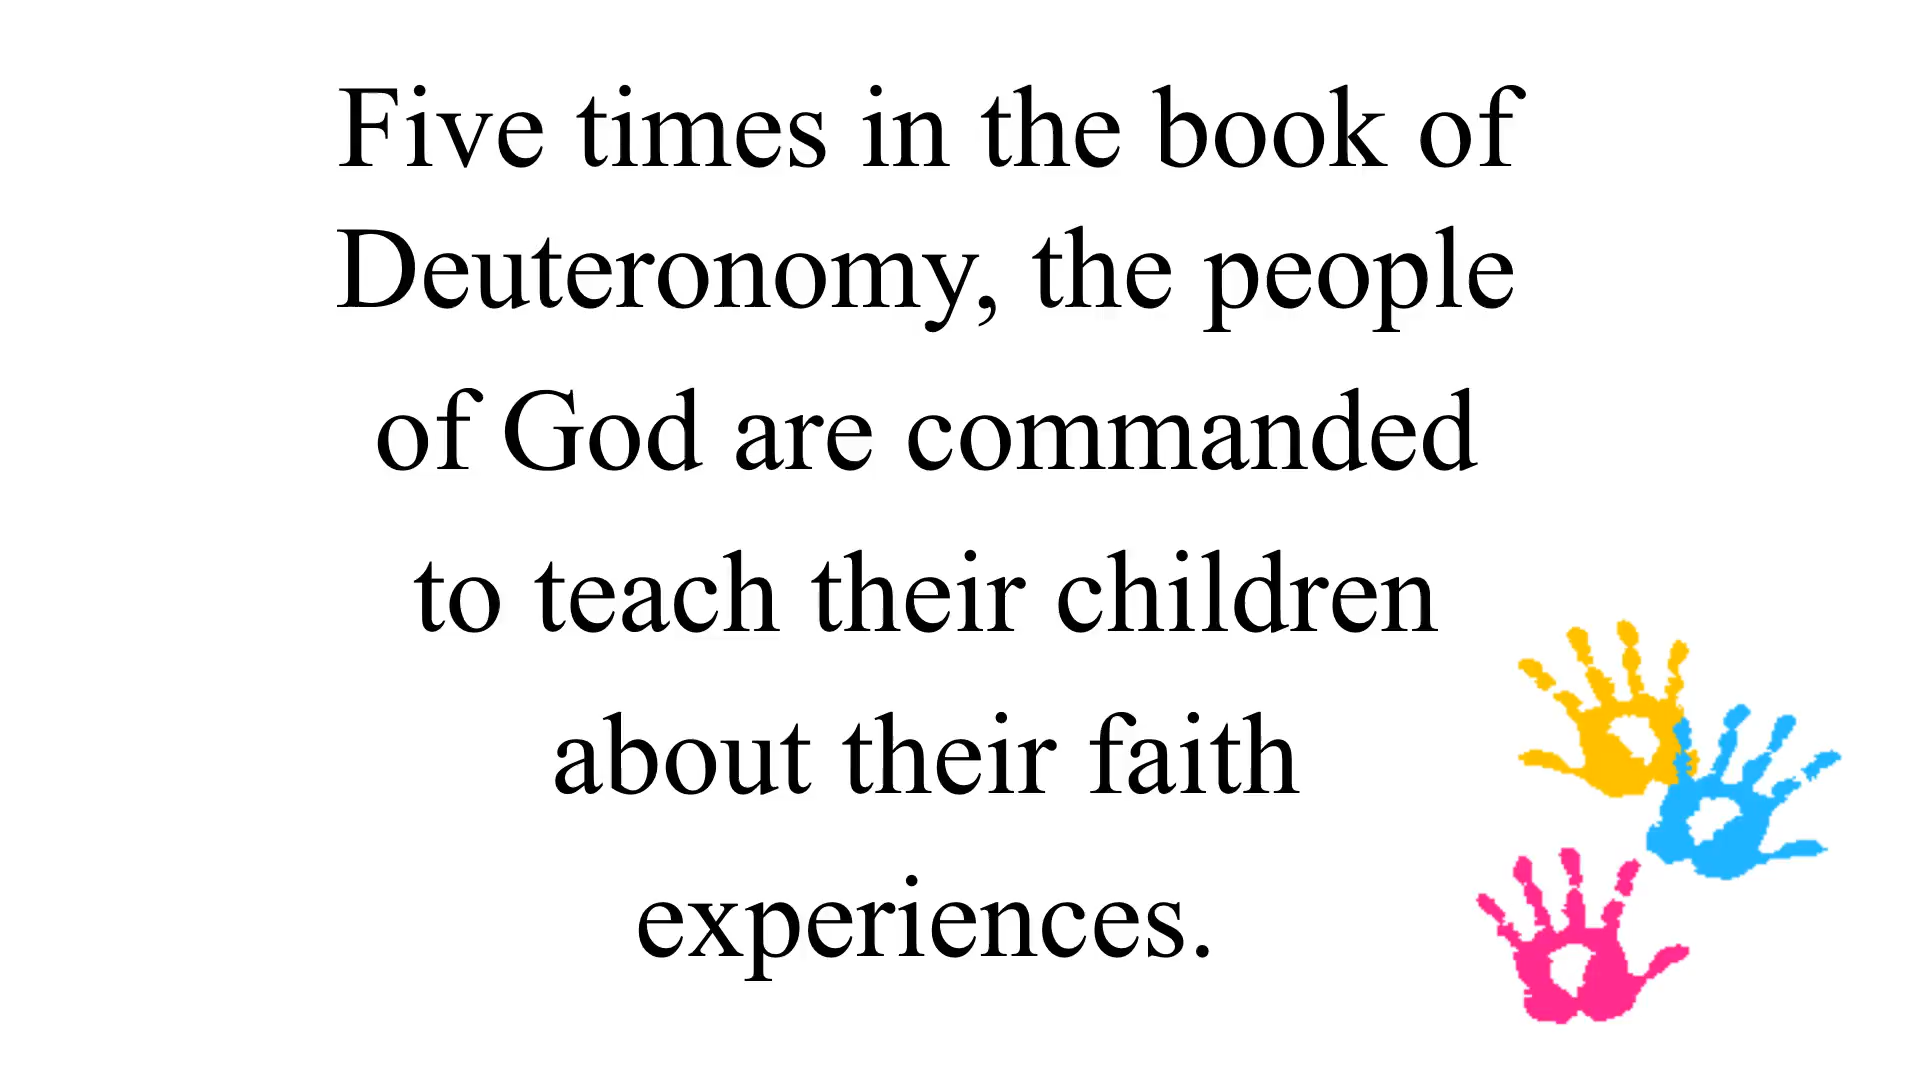 Five times in the book of
Deuteronomy, the people
of God are commanded
to teach their children
about their faith
experiences.